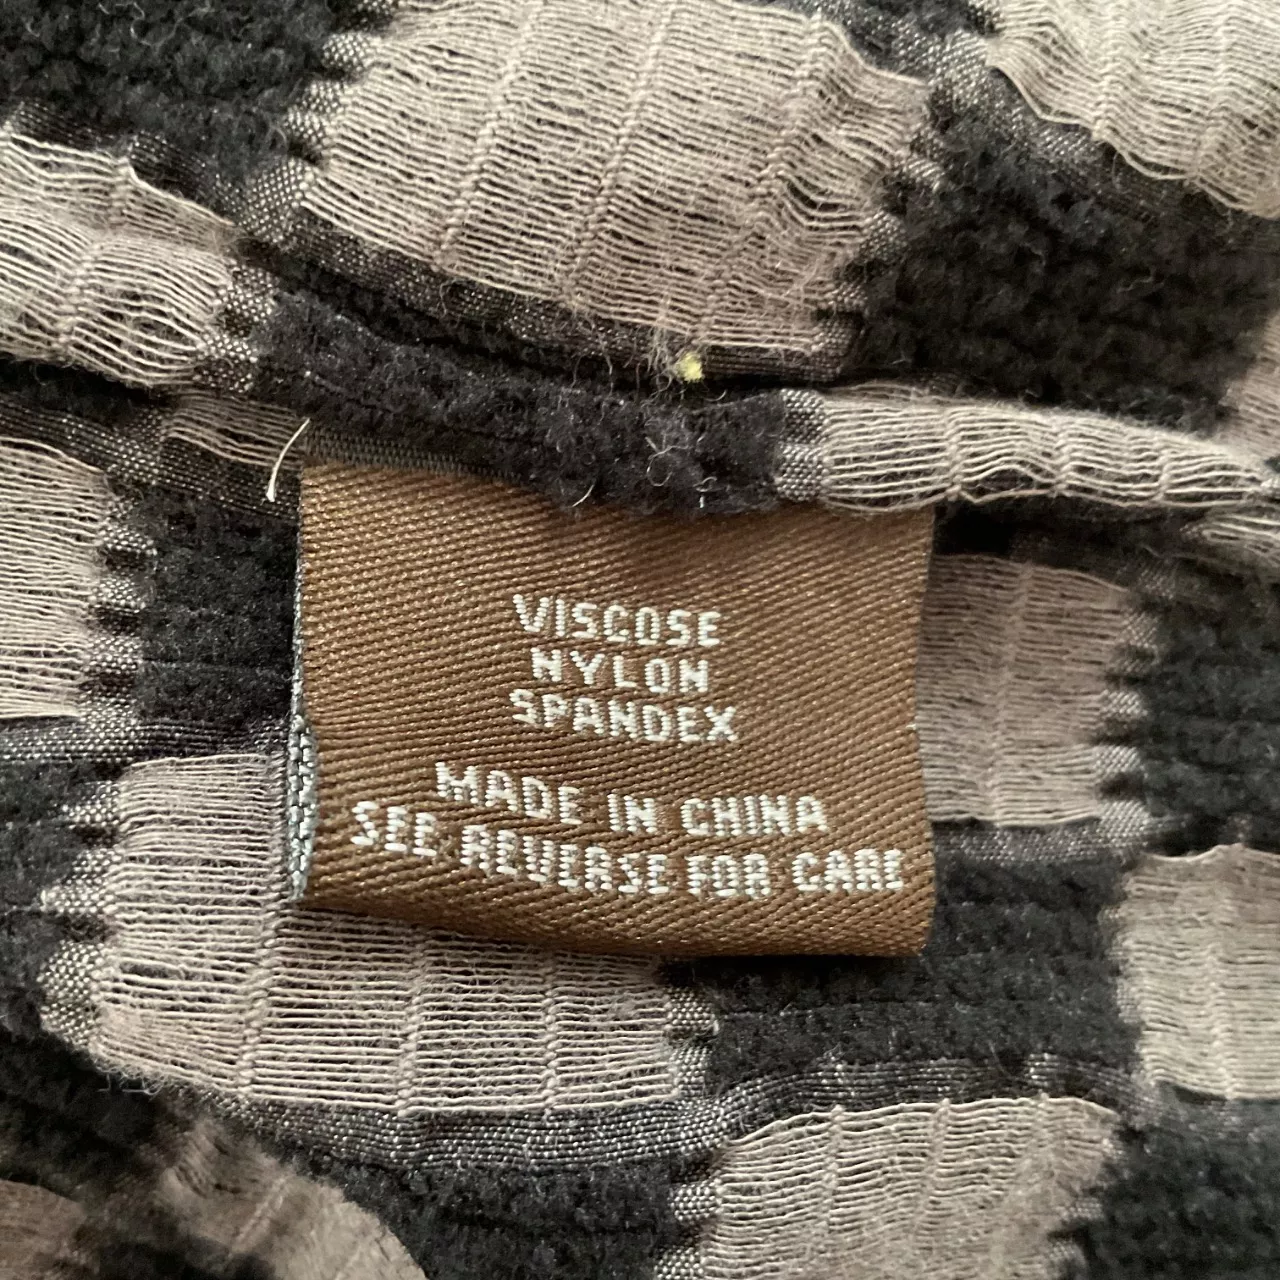 VISCOSE
NYLON
SPANDEX
MADE IN CHINA
SEE REVERSE FOR CARE